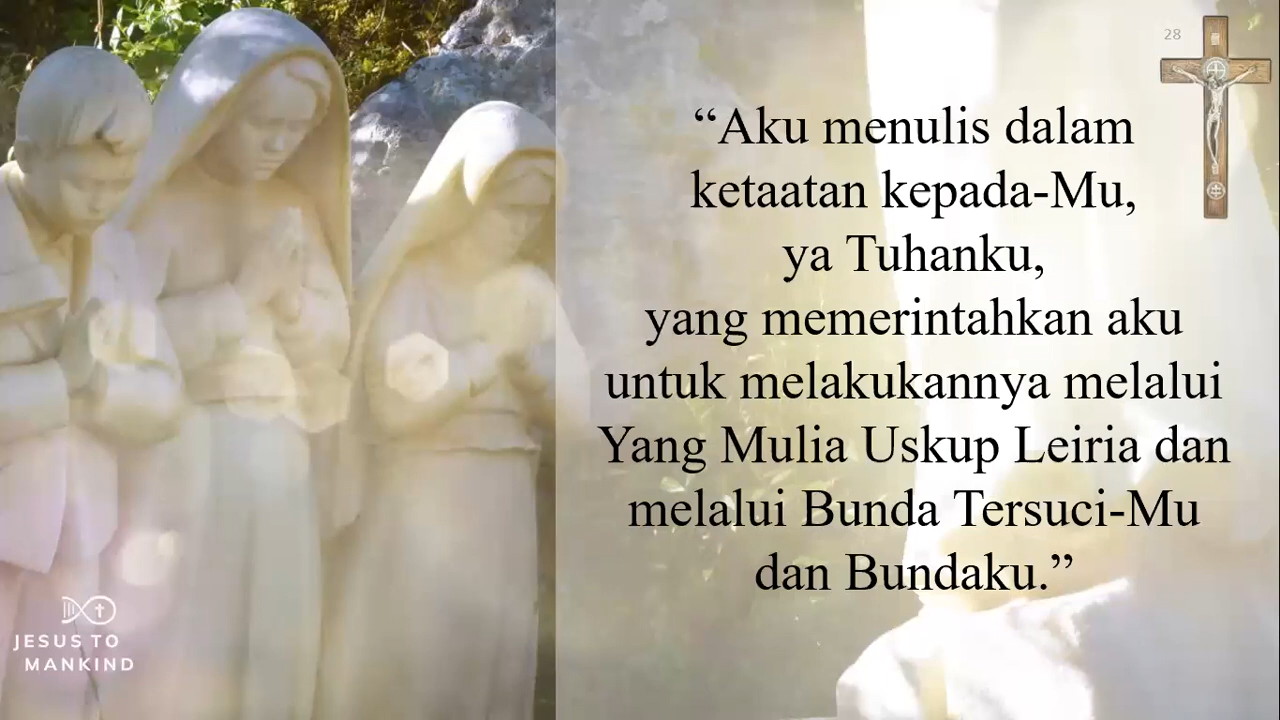 28
“Aku menulis dalam
ketaatan kepada-Mu,
ya Tuhanku,
yang memerintahkan aku
untuk melakukannya melalui
Yang Mulia Uskup Leiria dan
melalui Bunda Tersuci-Mu
dan Bundaku.”
JESUS TO
MANKIND